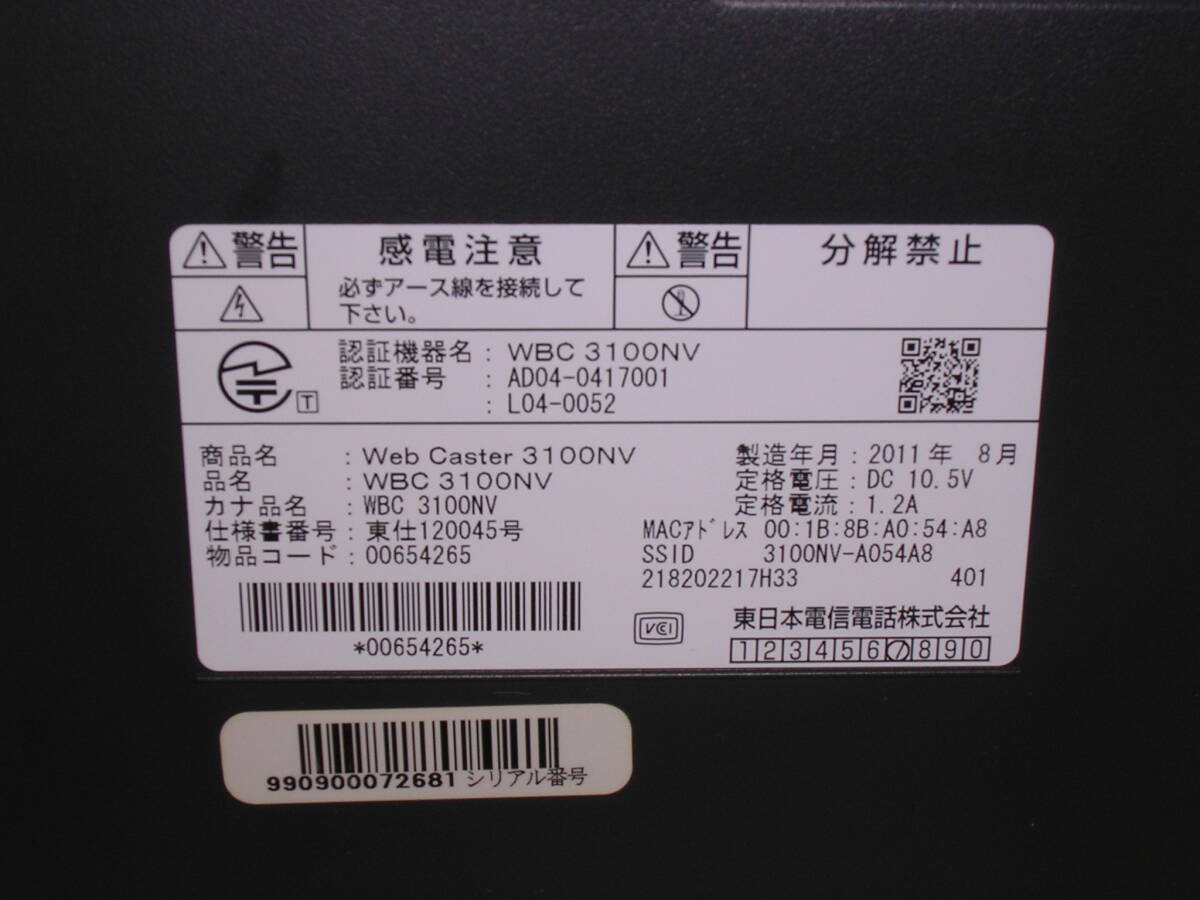 警告
感電注意
必ずアース線を接続して
下さい。
警告
分解禁止
T
認証機器名 : WBC 3100NV
認証番号 : AD04-0417001
: L04-0052
商品名 : Web Caster 3100NV
品名 : WBC 3100NV
カナ品名 : WBC 3100NV
仕様書番号 : 東仕120045号
物品コード : 00654265
*00654265*
製造年月 : 2011年 8月
定格電圧 : DC 10.5V
定格電流 : 1.2A
MACｱﾄﾞﾚｽ 00:1B:8B:A0:54:A8
SSID 3100NV-A054A8
218202217H33 401
VCCI
東日本電信電話株式会社
1234567890
990900072681 シリアル番号